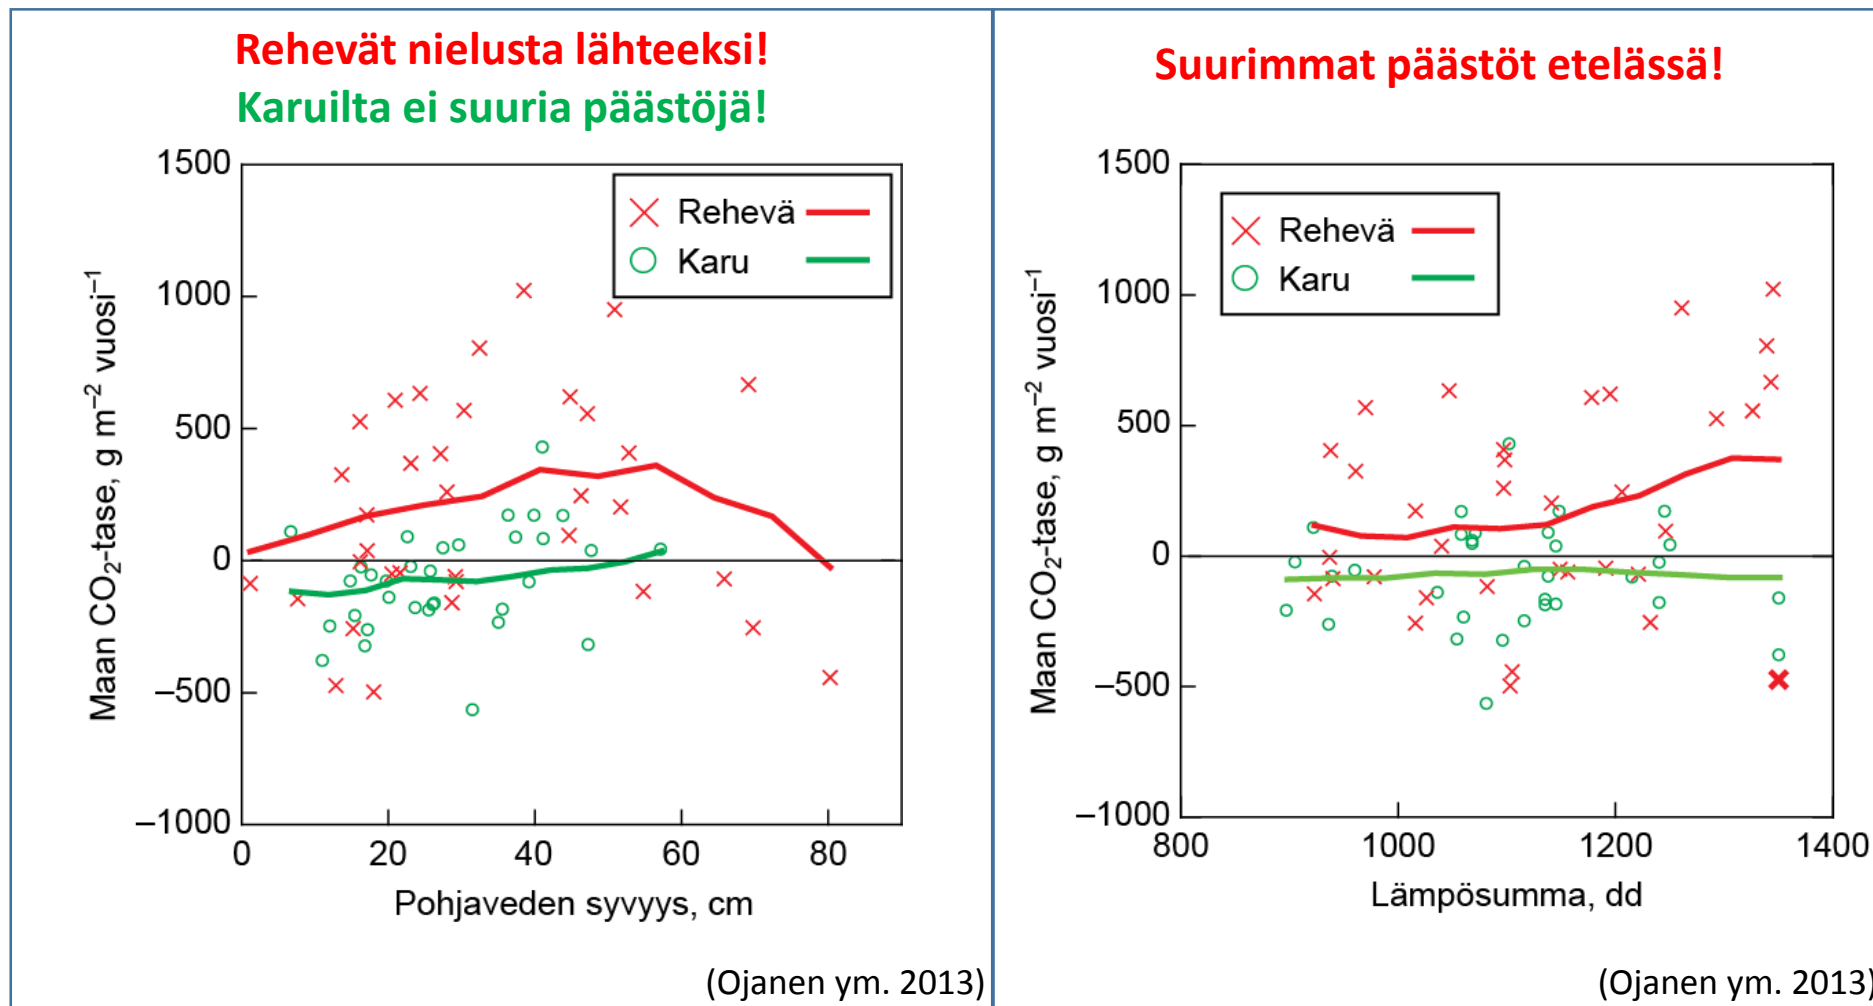 Rehevät nielusta lähteeksi!
Karuilta ei suuria päästöjä!
1500
1000
500
0
–500
–1000
Maan CO₂-tase, g m⁻² vuosi⁻¹
Rehevä
Karu
0 20 40 60 80
Pohjaveden syvyys, cm
(Ojanen ym. 2013)
Suurimmat päästöt etelässä!
1500
1000
500
0
–500
–1000
Maan CO₂-tase, g m⁻² vuosi⁻¹
Rehevä
Karu
800 1000 1200 1400
Lämpösumma, dd
(Ojanen ym. 2013)